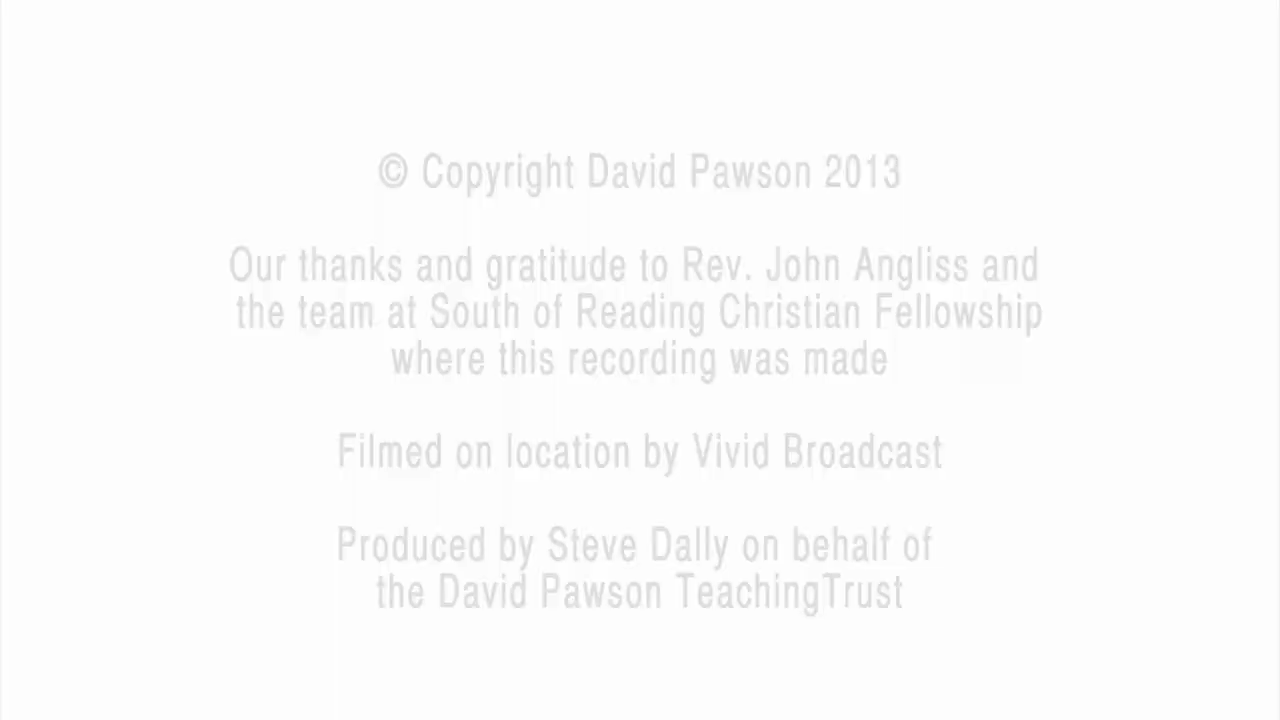 © Copyright David Pawson 2013
Our thanks and gratitude to Rev. John Angliss and
the team at South of Reading Christian Fellowship
where this recording was made
Filmed on location by Vivid Broadcast
Produced by Steve Dally on behalf of
the David Pawson TeachingTrust